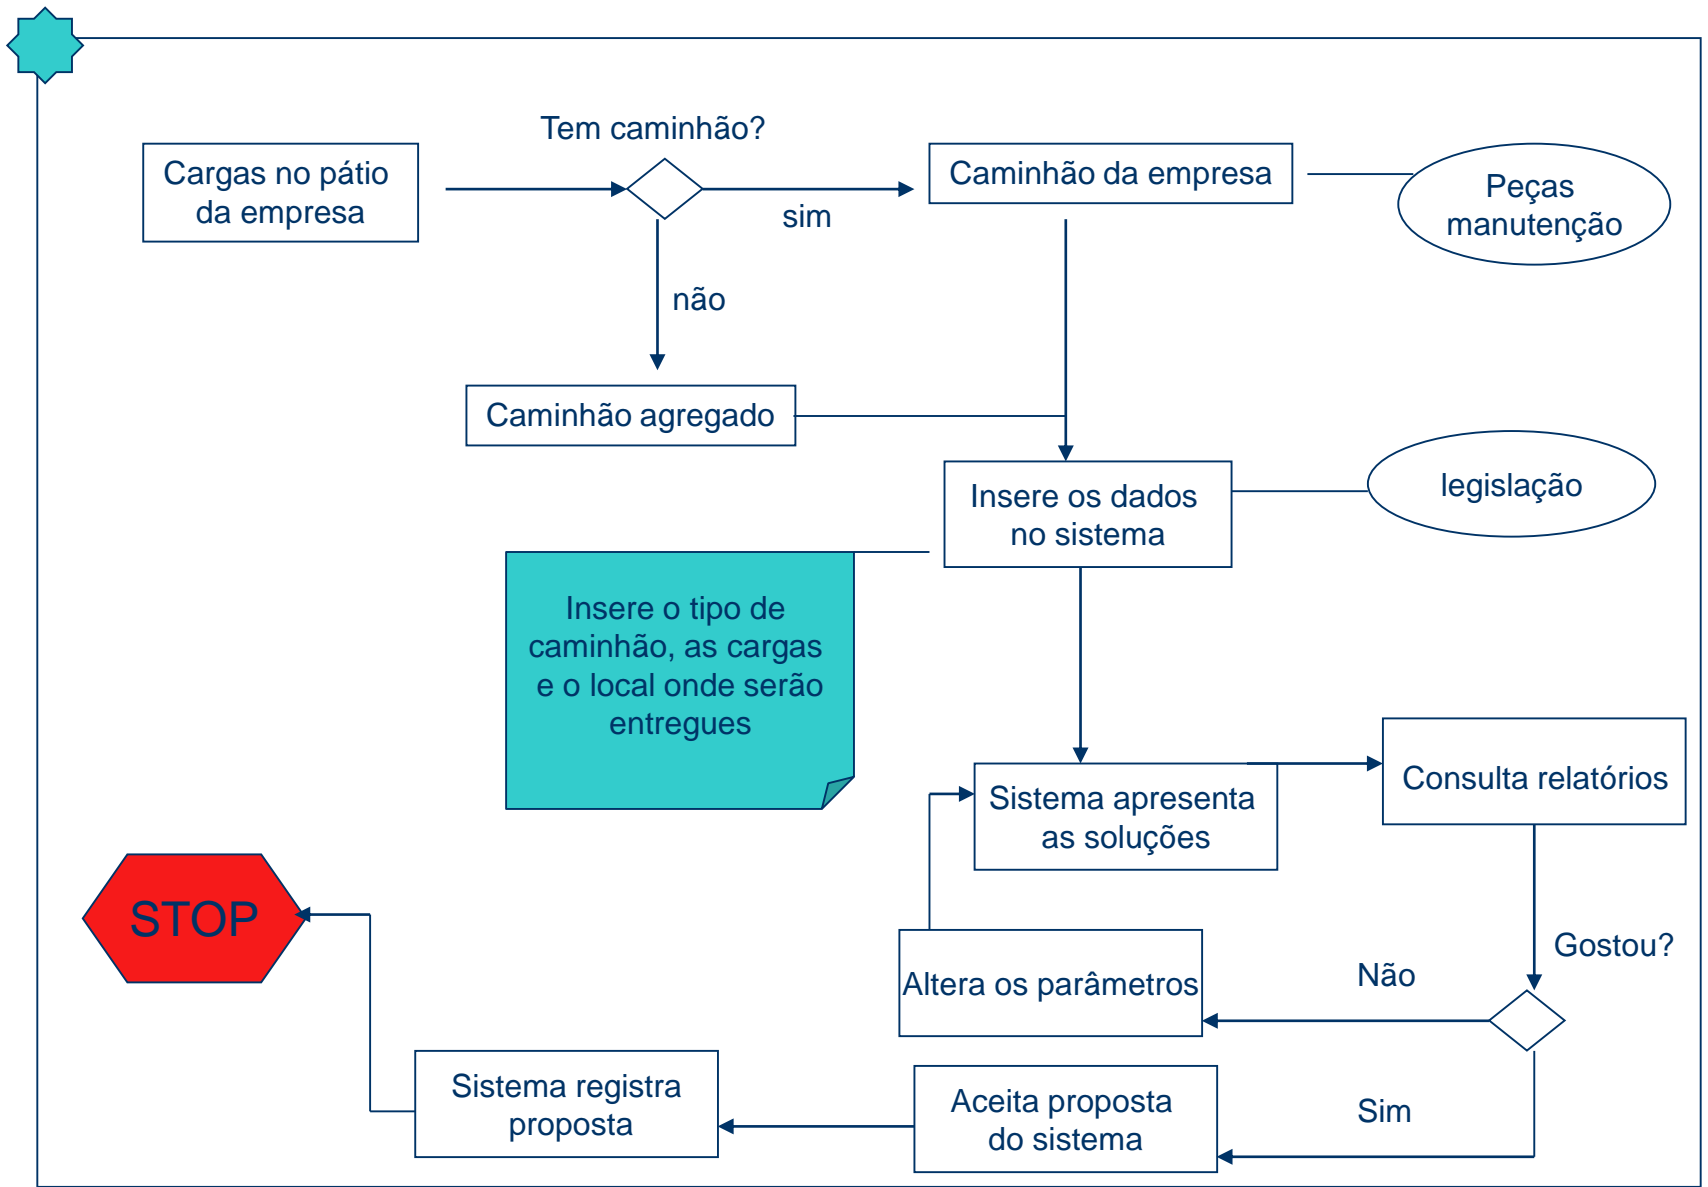 Tem caminhão?
Cargas no pátio
da empresa
sim
Caminhão da empresa
Peças
manutenção
não
Caminhão agregado
Insere os dados
no sistema
legislação
Insere o tipo de
caminhão, as cargas
e o local onde serão
entregues
Sistema apresenta
as soluções
Consulta relatórios
Gostou?
Não
Altera os parâmetros
STOP
Sim
Aceita proposta
do sistema
Sistema registra
proposta